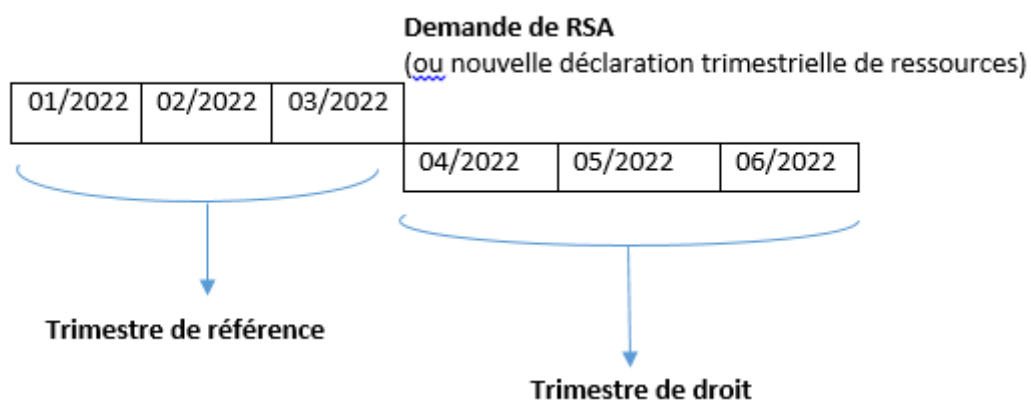 Demande de RSA
(ou nouvelle déclaration trimestrielle de ressources)
01/2022 02/2022 03/2022
04/2022 05/2022 06/2022
Trimestre de référence
Trimestre de droit